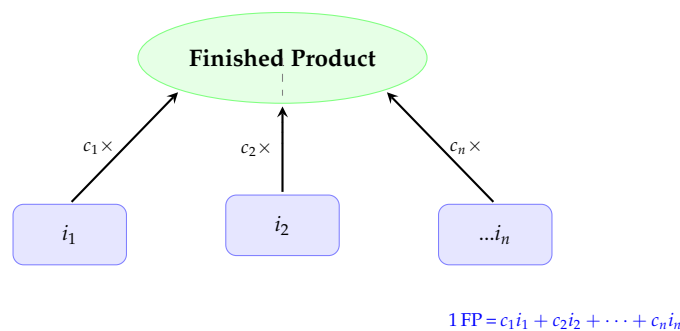 Finished Product
c₁×
c₂×
cₙ×
i₁
i₂
...iₙ
1 FP = c₁i₁ + c₂i₂ + ⋯ + cₙiₙ